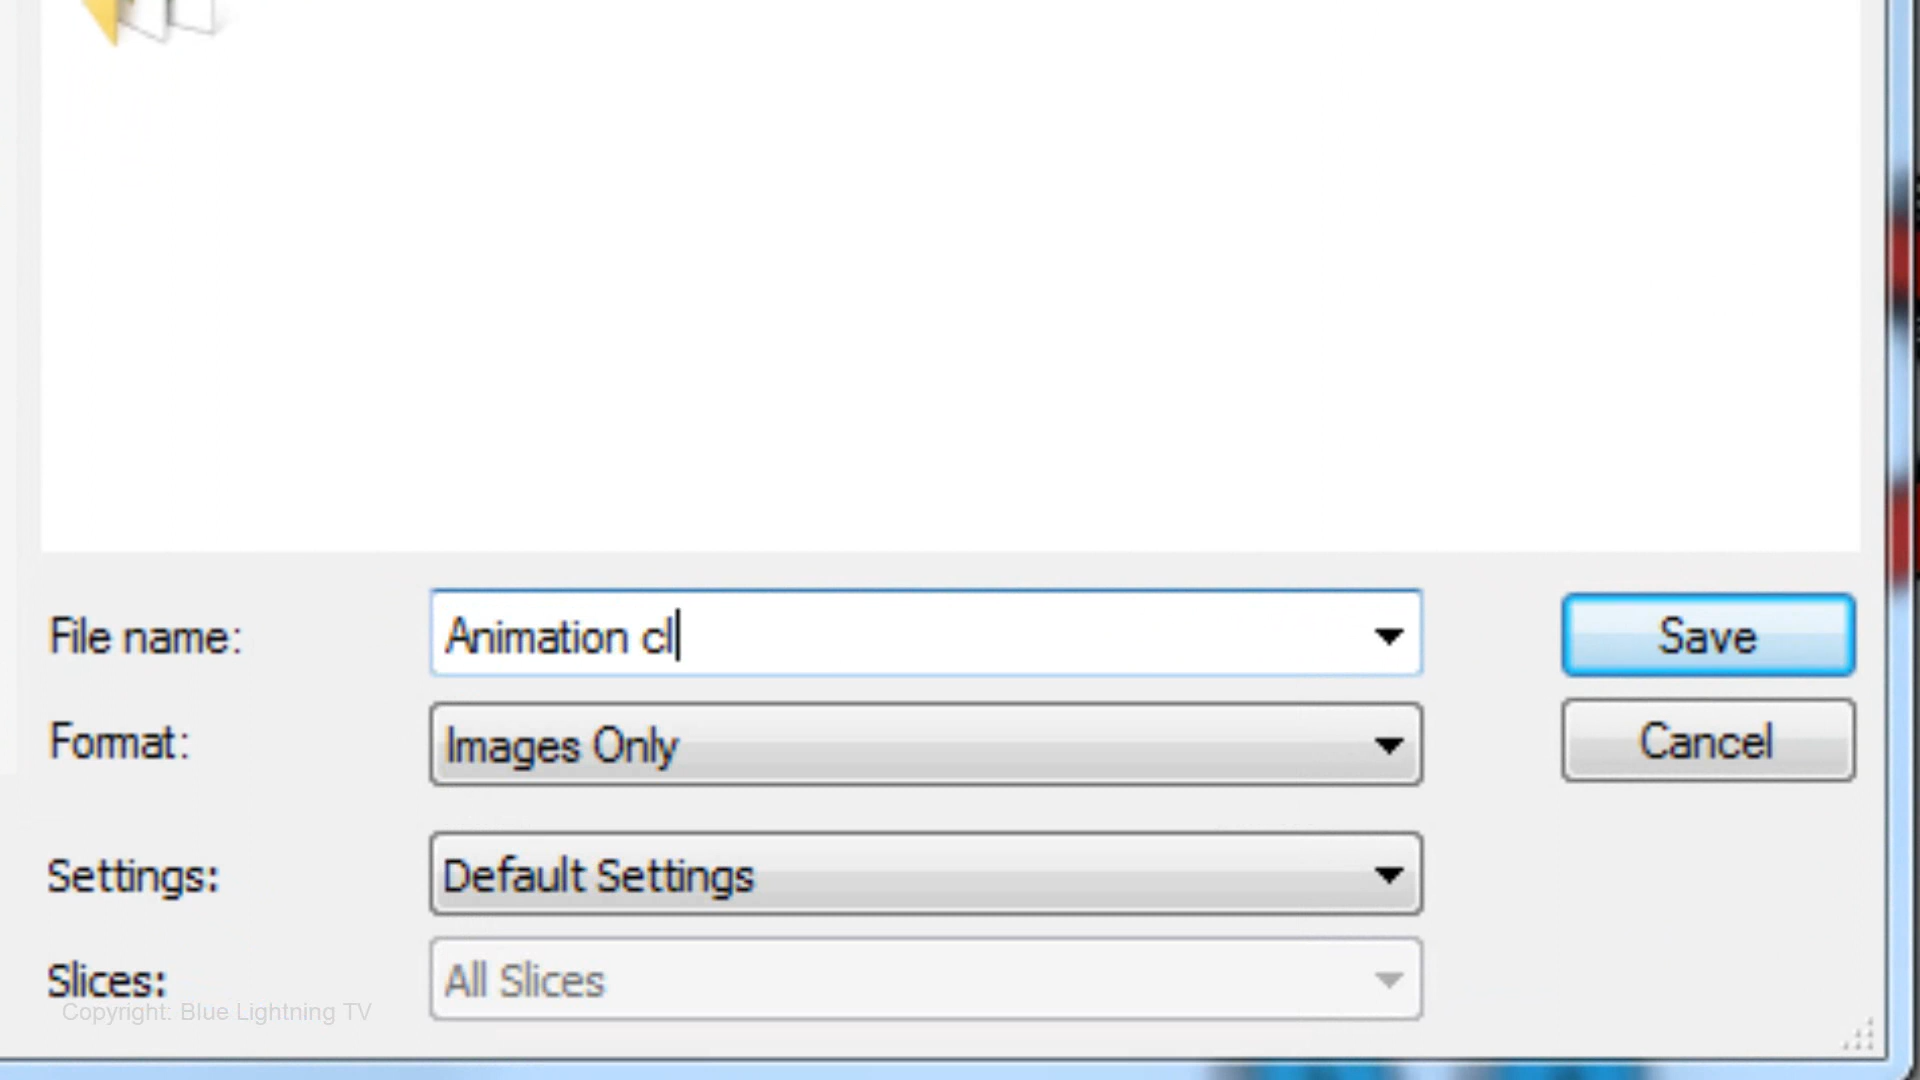 File name: Animation cl Save
Format: Images Only Cancel
Settings: Default Settings
Slices: All Slices
Copyright: Blue Lightning TV